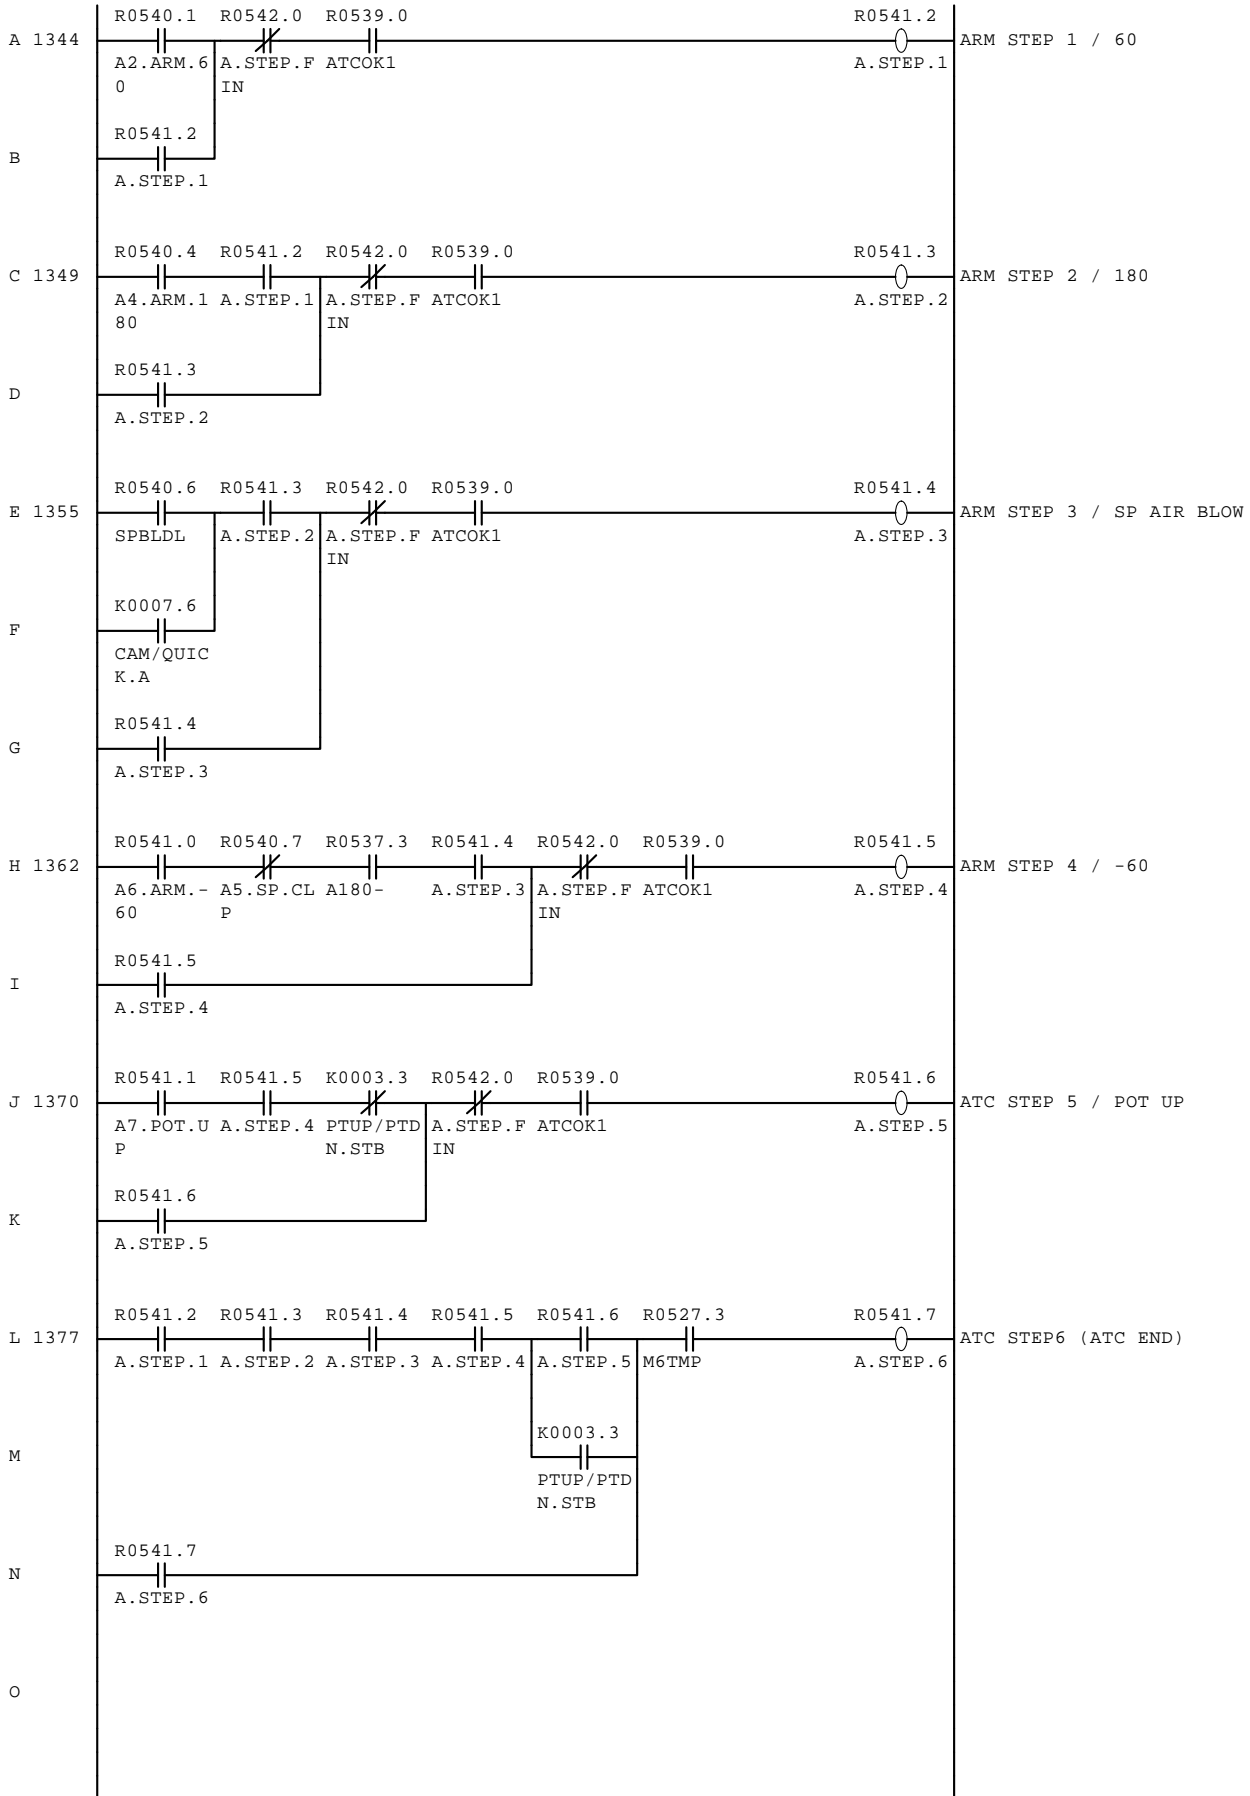 R0540.1 R0542.0 R0539.0 R0541.2
A 1344 ARM STEP 1 / 60
A2.ARM.6 A.STEP.F ATCOK1 A.STEP.1
0 IN
R0541.2
B
A.STEP.1
R0540.4 R0541.2 R0542.0 R0539.0 R0541.3
C 1349 ARM STEP 2 / 180
A4.ARM.1 A.STEP.1 A.STEP.F ATCOK1 A.STEP.2
80 IN
R0541.3
D
A.STEP.2
R0540.6 R0541.3 R0542.0 R0539.0 R0541.4
E 1355 ARM STEP 3 / SP AIR BLOW
SPBLDL A.STEP.2 A.STEP.F ATCOK1 A.STEP.3
IN
K0007.6
F
CAM/QUIC
K.A
R0541.4
G
A.STEP.3
R0541.0 R0540.7 R0537.3 R0541.4 R0542.0 R0539.0 R0541.5
H 1362 ARM STEP 4 / -60
A6.ARM.- A5.SP.CL A180- A.STEP.3 A.STEP.F ATCOK1 A.STEP.4
60 P IN
R0541.5
I
A.STEP.4
R0541.1 R0541.5 K0003.3 R0542.0 R0539.0 R0541.6
J 1370 ATC STEP 5 / POT UP
A7.POT.U A.STEP.4 PTUP/PTD A.STEP.F ATCOK1 A.STEP.5
P N.STB IN
R0541.6
K
A.STEP.5
R0541.2 R0541.3 R0541.4 R0541.5 R0541.6 R0527.3 R0541.7
L 1377 ATC STEP6 (ATC END)
A.STEP.1 A.STEP.2 A.STEP.3 A.STEP.4 A.STEP.5 M6TMP A.STEP.6
K0003.3
M
PTUP/PTD
N.STB
R0541.7
N
A.STEP.6
O